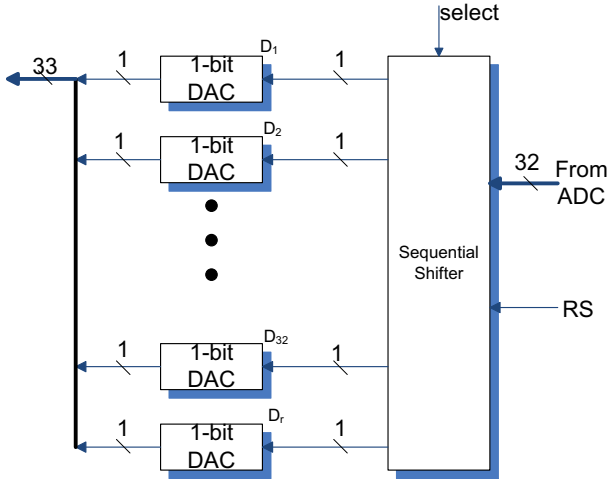 select
33
1
1-bit
DAC
D1
1
1
1-bit
DAC
D2
1
32
From
ADC
Sequential
Shifter
RS
1
1-bit
DAC
D32
1
1
1-bit
DAC
Dr
1